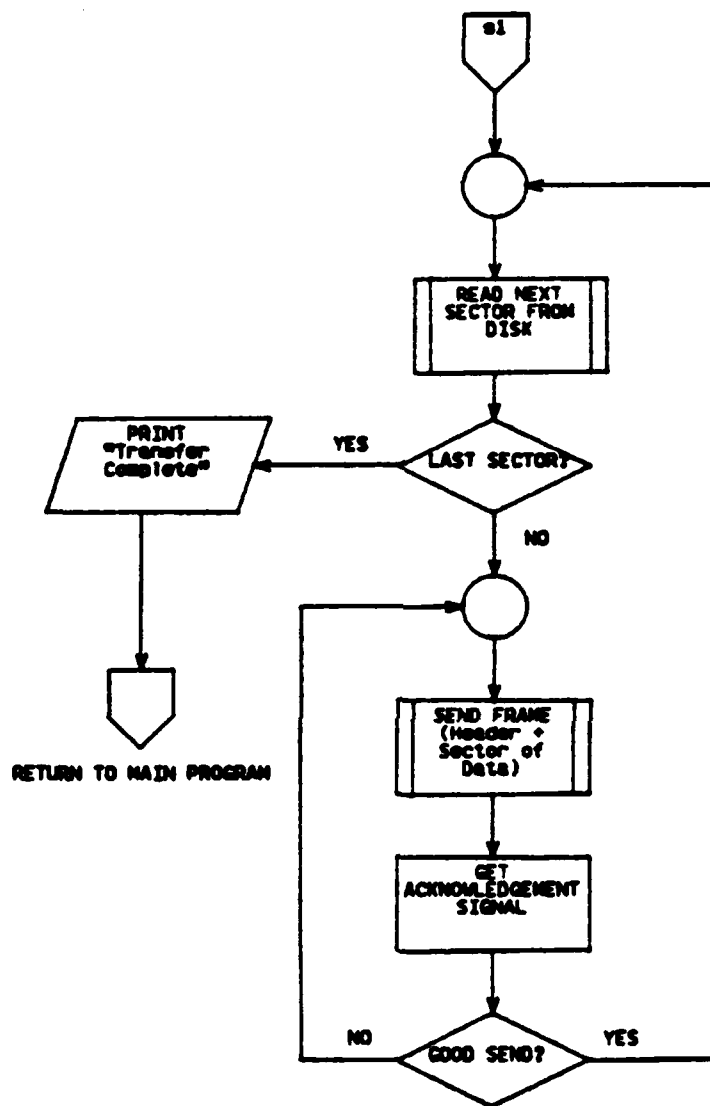 s1
READ NEXT
SECTOR FROM
DISK
LAST SECTOR?
YES
PRINT
"Transfer
Complete"
RETURN TO MAIN PROGRAM
NO
SEND FRAME
(Header +
Sector of
Data)
GET
ACKNOWLEDGEMENT
SIGNAL
GOOD SEND?
NO
YES